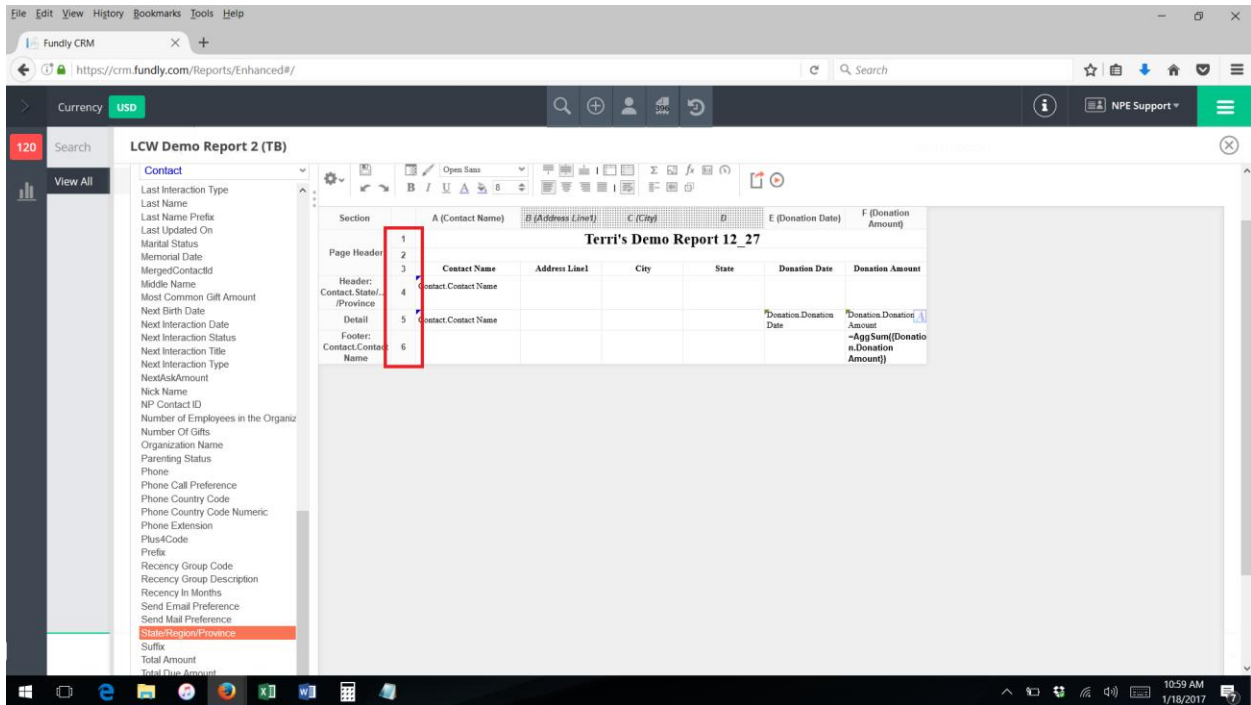 File Edit View History Bookmarks Tools Help
Fundly CRM
https://crm.fundly.com/Reports/Enhanced#/
Search
Currency USD
396
NPE Support
120
Search
LCW Demo Report 2 (TB)
View All
Contact
Last Interaction Type
Last Name
Last Name Prefix
Last Updated On
Marital Status
Memorial Date
MergedContactId
Middle Name
Most Common Gift Amount
Next Birth Date
Next Interaction Date
Next Interaction Status
Next Interaction Title
Next Interaction Type
NextAskAmount
Nick Name
NP Contact ID
Number of Employees in the Organiz
Number Of Gifts
Organization Name
Parenting Status
Phone
Phone Call Preference
Phone Country Code
Phone Country Code Numeric
Phone Extension
Plus4Code
Prefix
Recency Group Code
Recency Group Description
Recency In Months
Send Email Preference
Send Mail Preference
State/Region/Province
Suffix
Total Amount
Total Due Amount
Open Sans
B I U A 8
Section A (Contact Name) B (Address Line1) C (City) D E (Donation Date) F (Donation
Amount)
Page Header
1 Terri's Demo Report 12_27
2
3 Contact Name Address Line1 City State Donation Date Donation Amount
Header:
Contact.State/..
/Province
4 Contact.Contact Name
Detail 5 Contact.Contact Name Donation.Donation
Date
Donation.Donation
Amount
Footer:
Contact.Contact
Name
6 =AggSum({Donatio
n.Donation
Amount})
10:59 AM
1/18/2017
7